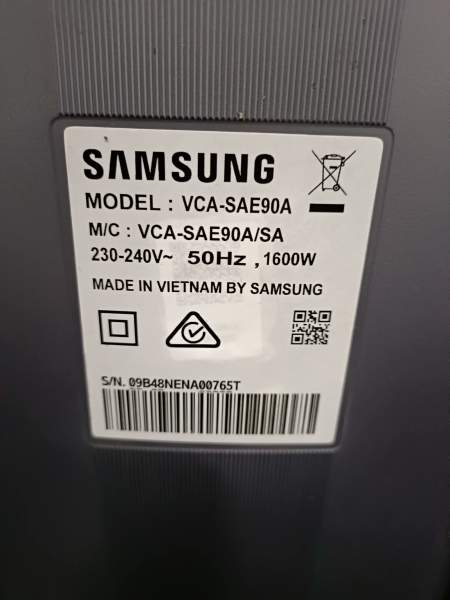 SAMSUNG
MODEL : VCA-SAE90A
M/C : VCA-SAE90A/SA
230-240V~ 50Hz , 1600W
MADE IN VIETNAM BY SAMSUNG
S/N. 09B48NENA00765T